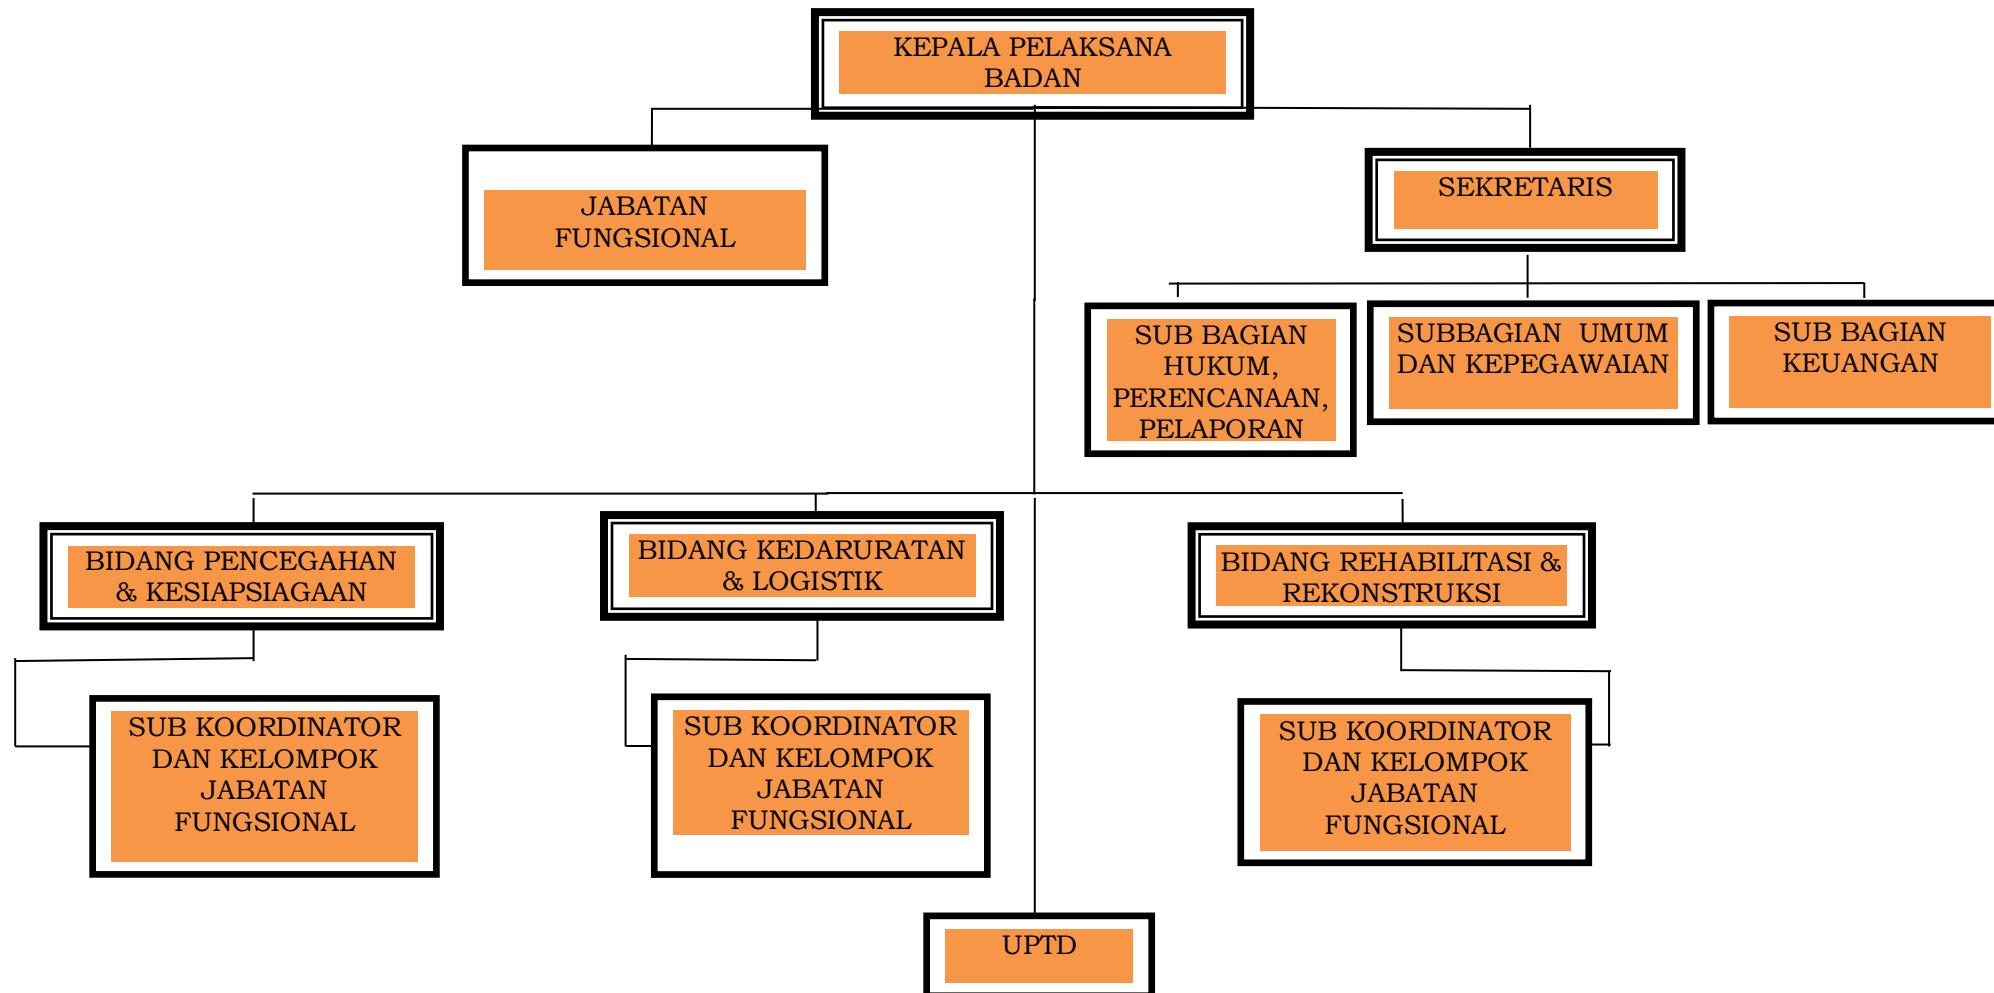 KEPALA PELAKSANA
BADAN
JABATAN
FUNGSIONAL
SEKRETARIS
SUB BAGIAN
HUKUM,
PERENCANAAN,
PELAPORAN
SUBBAGIAN UMUM
DAN KEPEGAWAIAN
SUB BAGIAN
KEUANGAN
BIDANG PENCEGAHAN
& KESIAPSIAGAAN
BIDANG KEDARURATAN
& LOGISTIK
BIDANG REHABILITASI &
REKONSTRUKSI
SUB KOORDINATOR
DAN KELOMPOK
JABATAN
FUNGSIONAL
SUB KOORDINATOR
DAN KELOMPOK
JABATAN
FUNGSIONAL
SUB KOORDINATOR
DAN KELOMPOK
JABATAN
FUNGSIONAL
UPTD